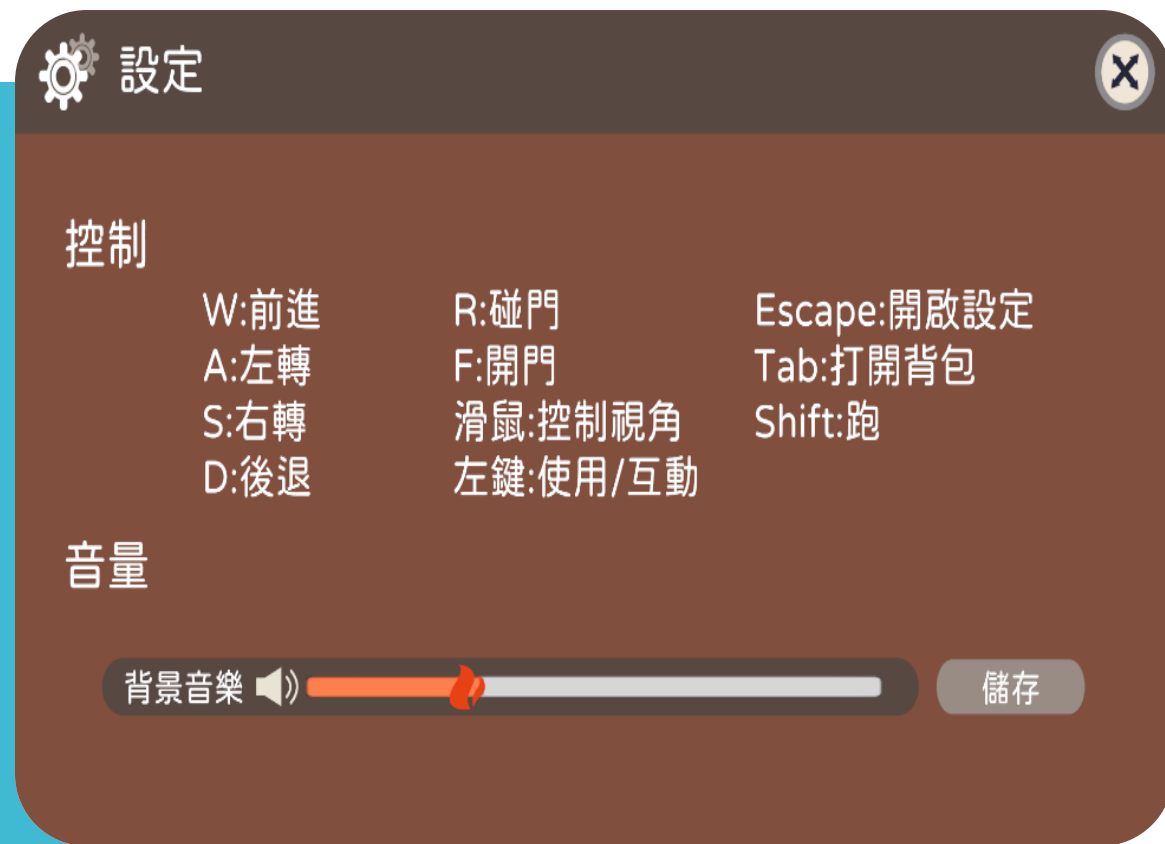 設定
控制
W:前進
A:左轉
S:右轉
D:後退
R:碰門
F:開門
滑鼠:控制視角
左鍵:使用/互動
Escape:開啟設定
Tab:打開背包
Shift:跑
音量
背景音樂
儲存